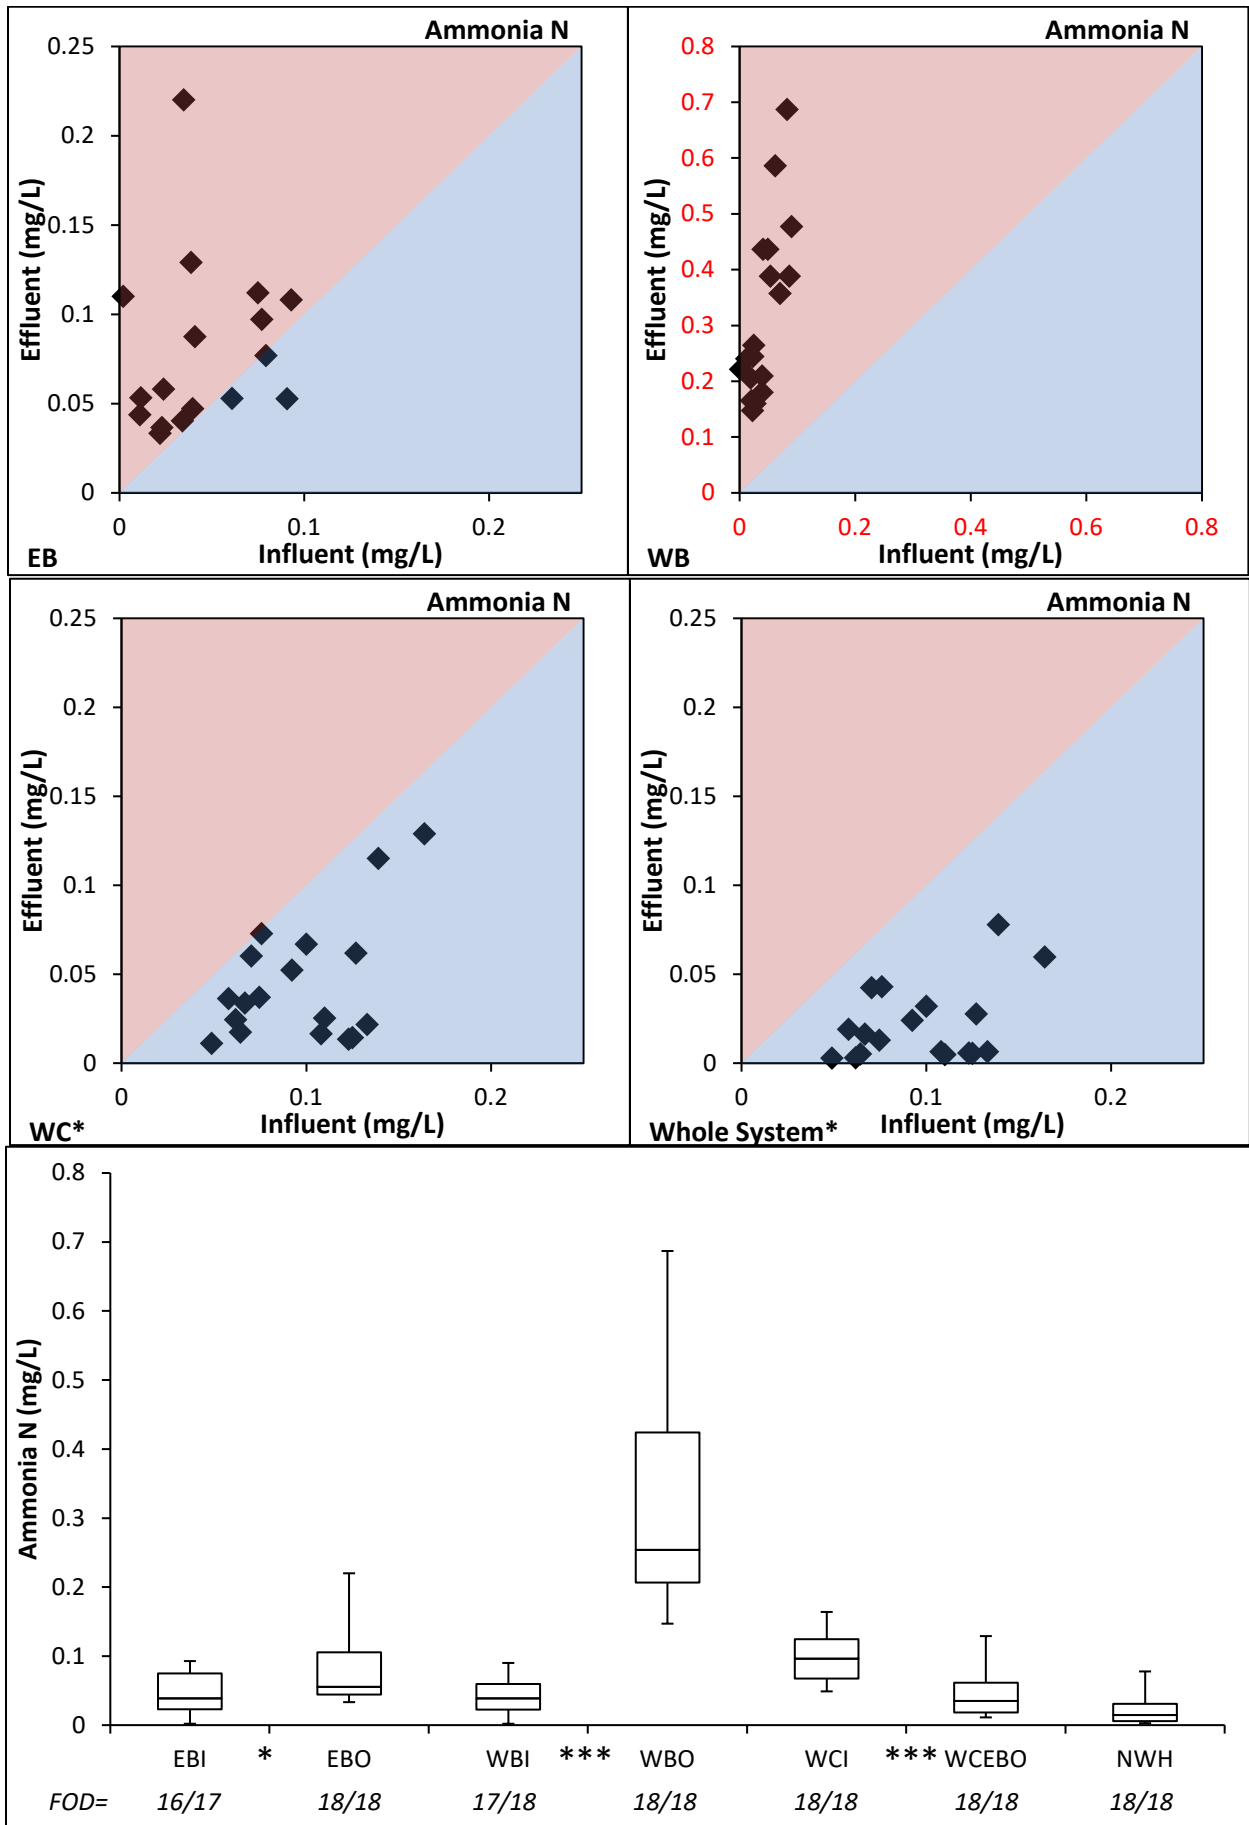 Ammonia N
0.25
0.2
0.15
0.1
0.05
0
0 0.1 0.2
Effluent (mg/L)
Influent (mg/L)
EB
Ammonia N
0.8
0.7
0.6
0.5
0.4
0.3
0.2
0.1
0
0 0.2 0.4 0.6 0.8
Effluent (mg/L)
Influent (mg/L)
WB
Ammonia N
0.25
0.2
0.15
0.1
0.05
0
0 0.1 0.2
Effluent (mg/L)
Influent (mg/L)
WC*
Ammonia N
0.25
0.2
0.15
0.1
0.05
0
0 0.1 0.2
Effluent (mg/L)
Influent (mg/L)
Whole System*
0.8
0.7
0.6
0.5
0.4
0.3
0.2
0.1
0
Ammonia N (mg/L)
EBI * EBO WBI *** WBO WCI *** WCEBO NWH
FOD= 16/17 18/18 17/18 18/18 18/18 18/18 18/18